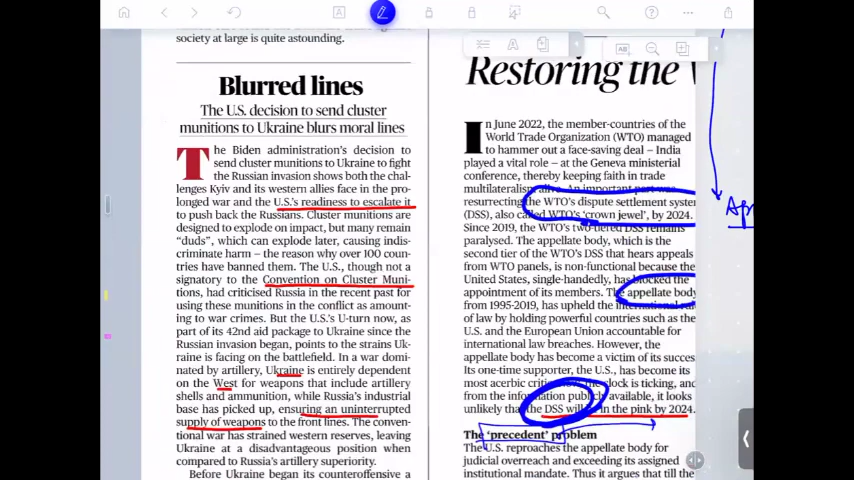 society at large is quite astounding.
Blurred lines
The U.S. decision to send cluster
munitions to Ukraine blurs moral lines
The Biden administration's decision to
send cluster munitions to Ukraine to fight
the Russian invasion shows both the chal-
lenges Kyiv and its western allies face in the pro-
longed war and the U.S.'s readiness to escalate it
to push back the Russians. Cluster munitions are
designed to explode on impact, but many remain
"duds", which can explode later, causing indis-
criminate harm – the reason why over 100 coun-
tries have banned them. The U.S., though not a
signatory to the Convention on Cluster Muni-
tions, had criticised Russia in the recent past for
using these munitions in the conflict as amount-
ing to war crimes. But the U.S.'s U-turn now, as
part of its 42nd aid package to Ukraine since the
Russian invasion began, points to the strains Uk-
raine is facing on the battlefield. In a war dom-
inated by artillery, Ukraine is entirely dependent
on the West for weapons that include artillery
shells and ammunition, while Russia's industrial
base has picked up, ensuring an uninterrupted
supply of weapons to the front lines. The conven-
tional war has strained western reserves, leaving
Ukraine at a disadvantageous position when
compared to Russia's artillery superiority.
Before Ukraine began its counteroffensive a
Restoring the
In June 2022, the member-countries of the
World Trade Organization (WTO) managed
to hammer out a face-saving deal – India
played a vital role – at the Geneva ministerial
conference, thereby keeping faith in trade
multilateralism alive. An important part was
resurrecting the WTO's dispute settlement
(DSS), also called WTO's 'crown jewel', by 2024.
Since 2019, the WTO's two-tiered DSS remains
paralysed. The appellate body, which is the
second tier of the WTO's DSS that hears appeals
from WTO panels, is non-functional because the
United States, single-handedly, has blocked the
appointment of its members. The appellate body
from 1995-2019, has upheld the international
of law by holding powerful countries such as the
U.S. and the European Union accountable for
international law breaches. However, the
appellate body has become a victim of its
Its one-time supporter, the U.S., has become its
most acerbic clock is ticking, and
from the information publicly available, it looks
unlikely that the DSS will in the pink by 2024.
The 'precedent' problem
The U.S. reproaches the appellate body for
judicial overreach and exceeding its assigned
institutional mandate. Thus it argues that till the